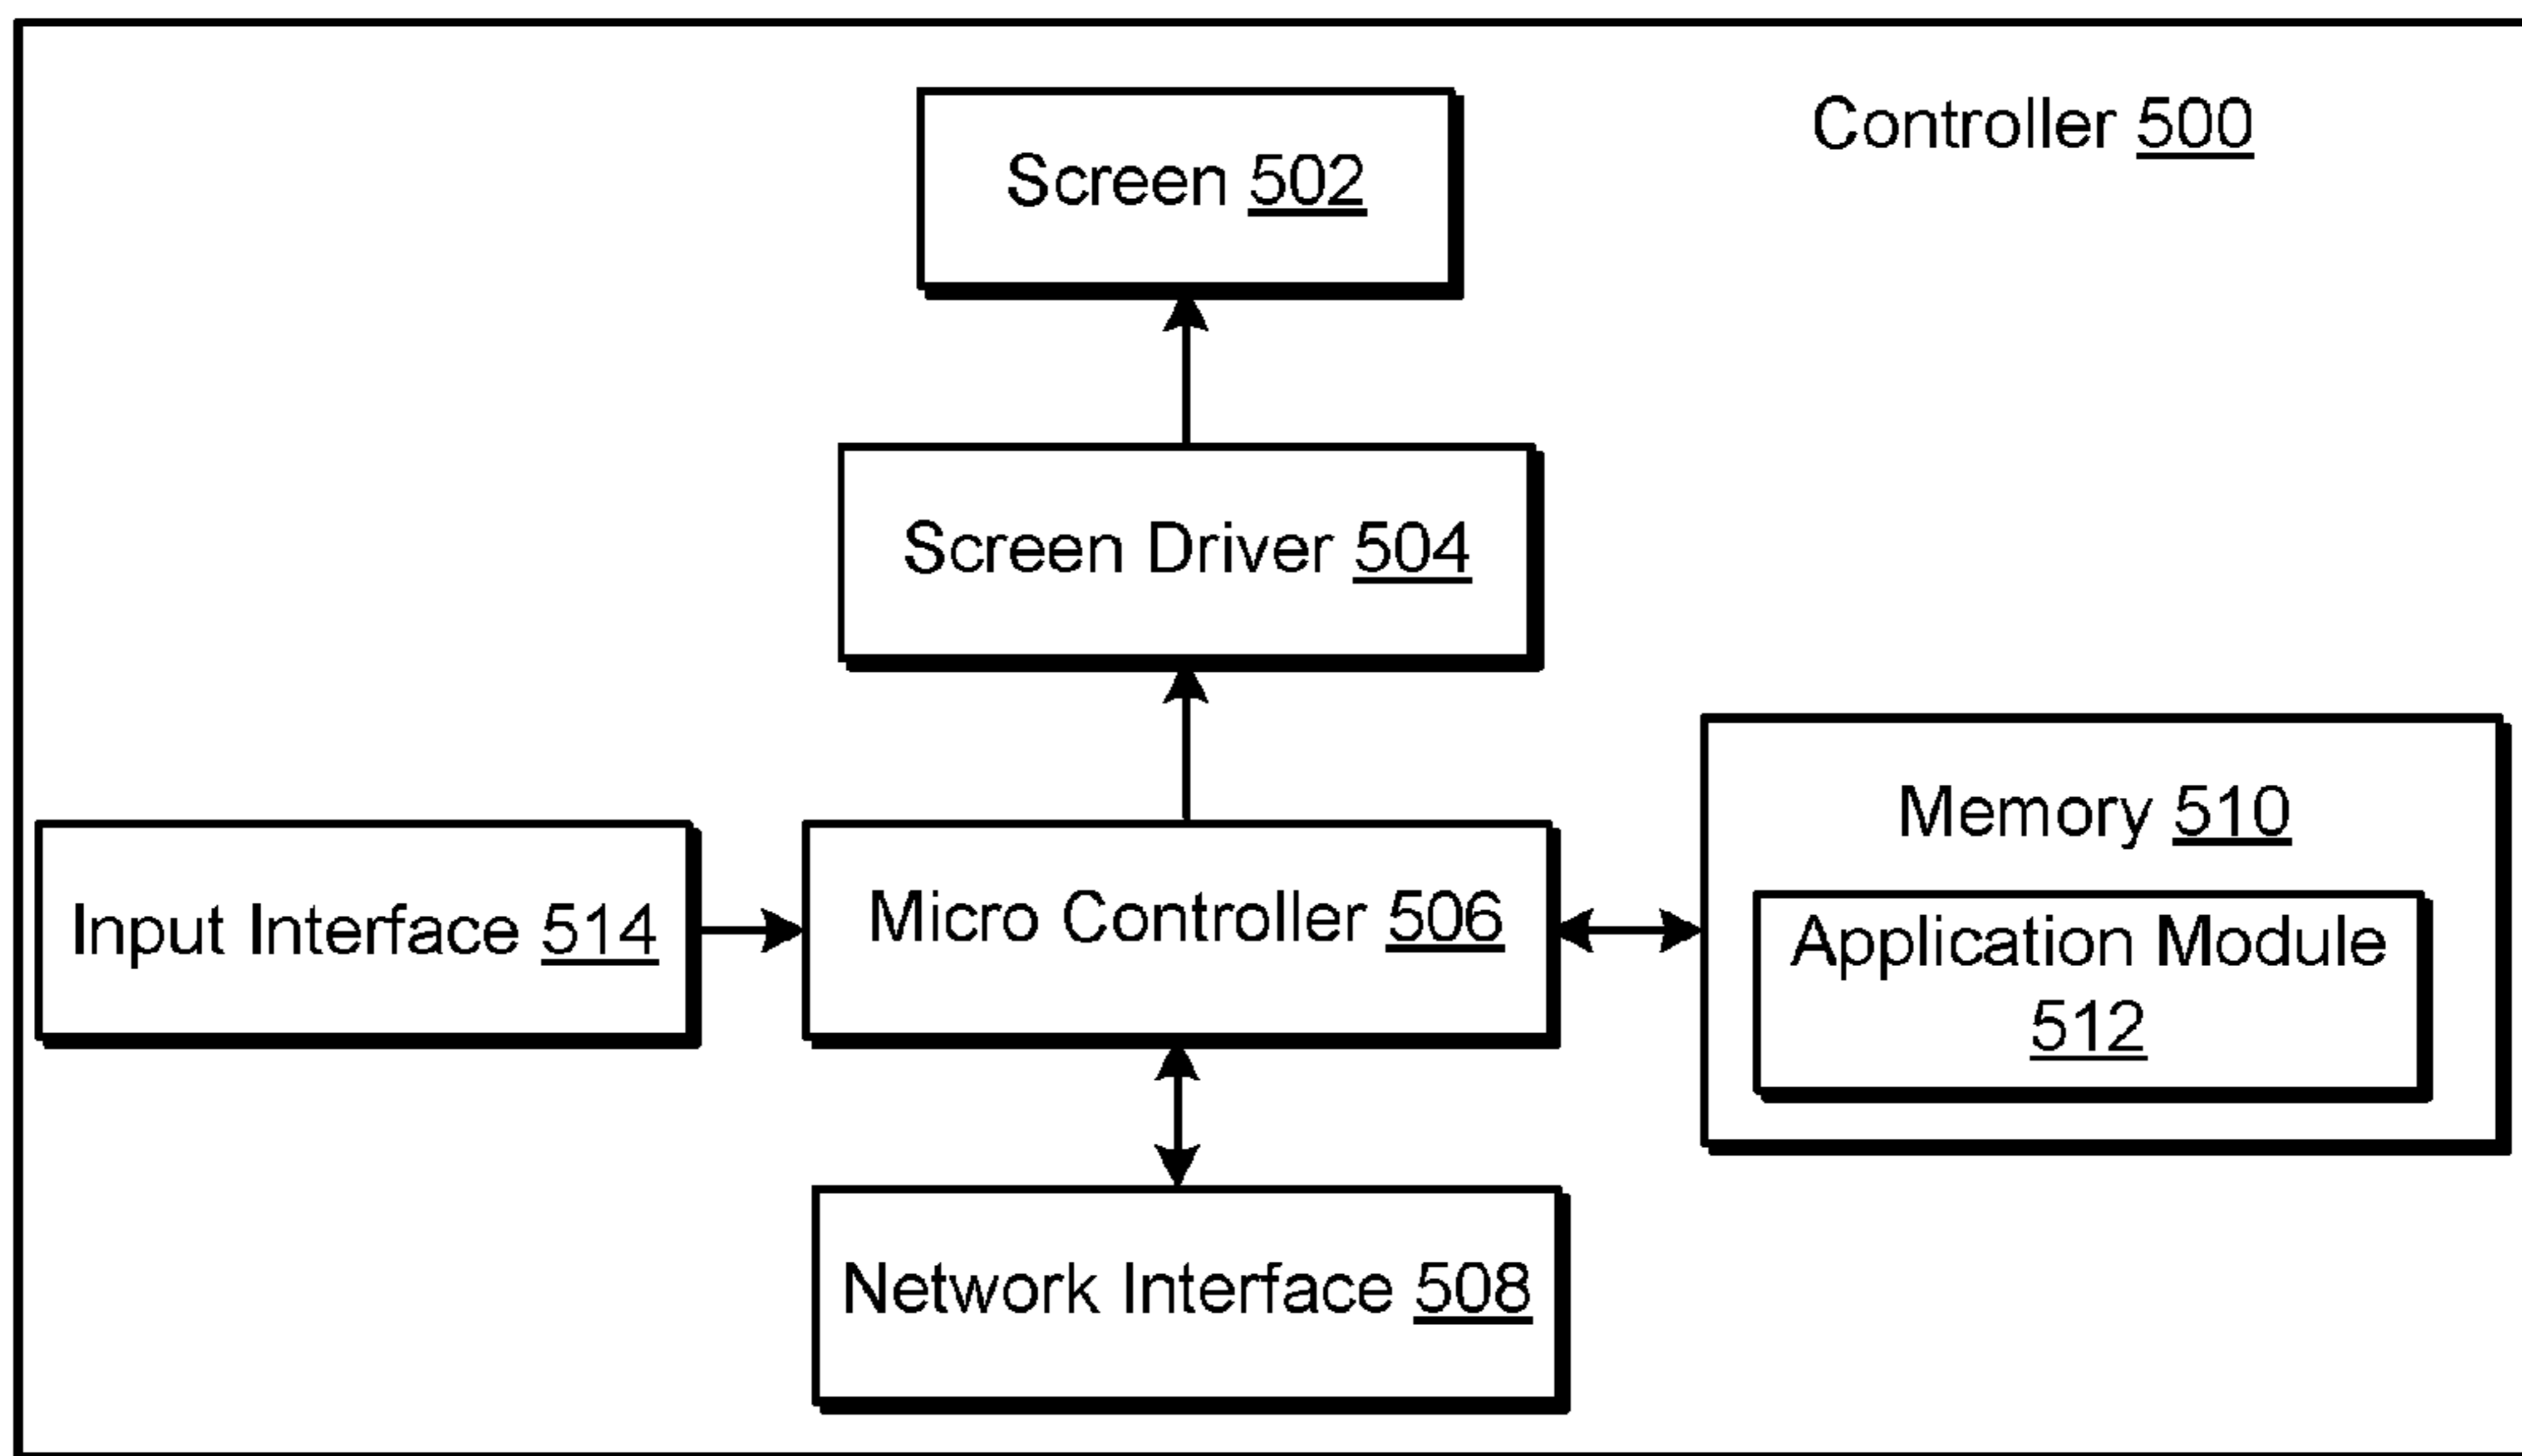 Controller 500
Screen 502
Screen Driver 504
Input Interface 514
Micro Controller 506
Memory 510
Application Module
512
Network Interface 508